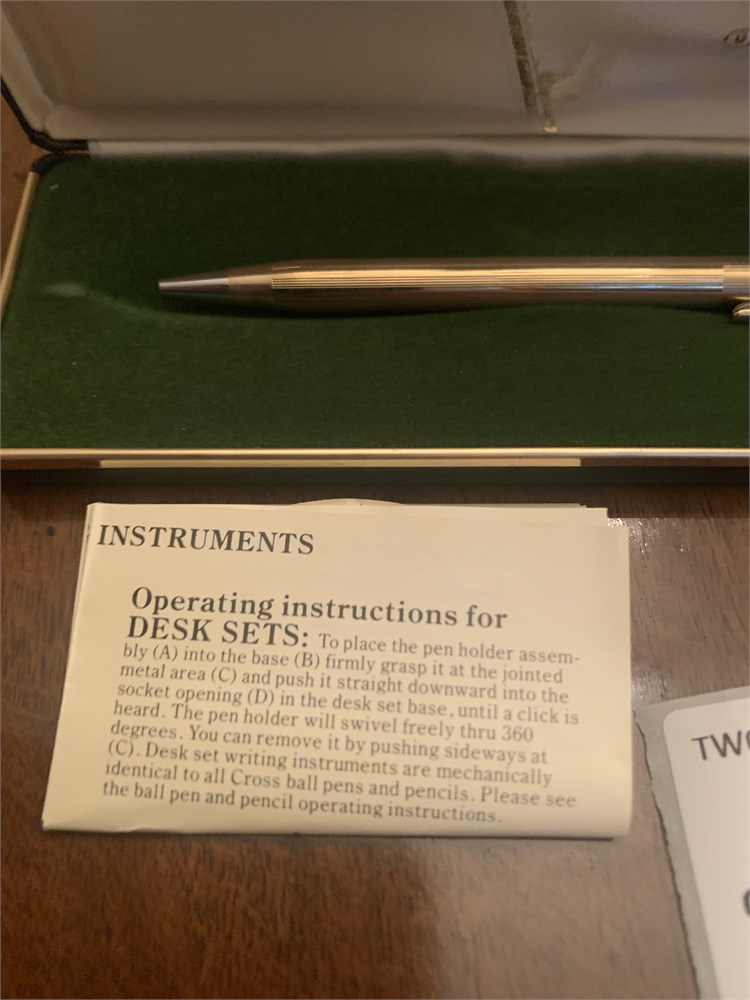 INSTRUMENTS
Operating instructions for
DESK SETS: To place the pen holder assem-
bly (A) into the base (B) firmly grasp it at the jointed
metal area (C) and push it straight downward into the
socket opening (D) in the desk set base, until a click is
heard. The pen holder will swivel freely thru 360
degrees. You can remove it by pushing sideways at
(C). Desk set writing instruments are mechanically
identical to all Cross ball pens and pencils. Please see
the ball pen and pencil operating instructions.